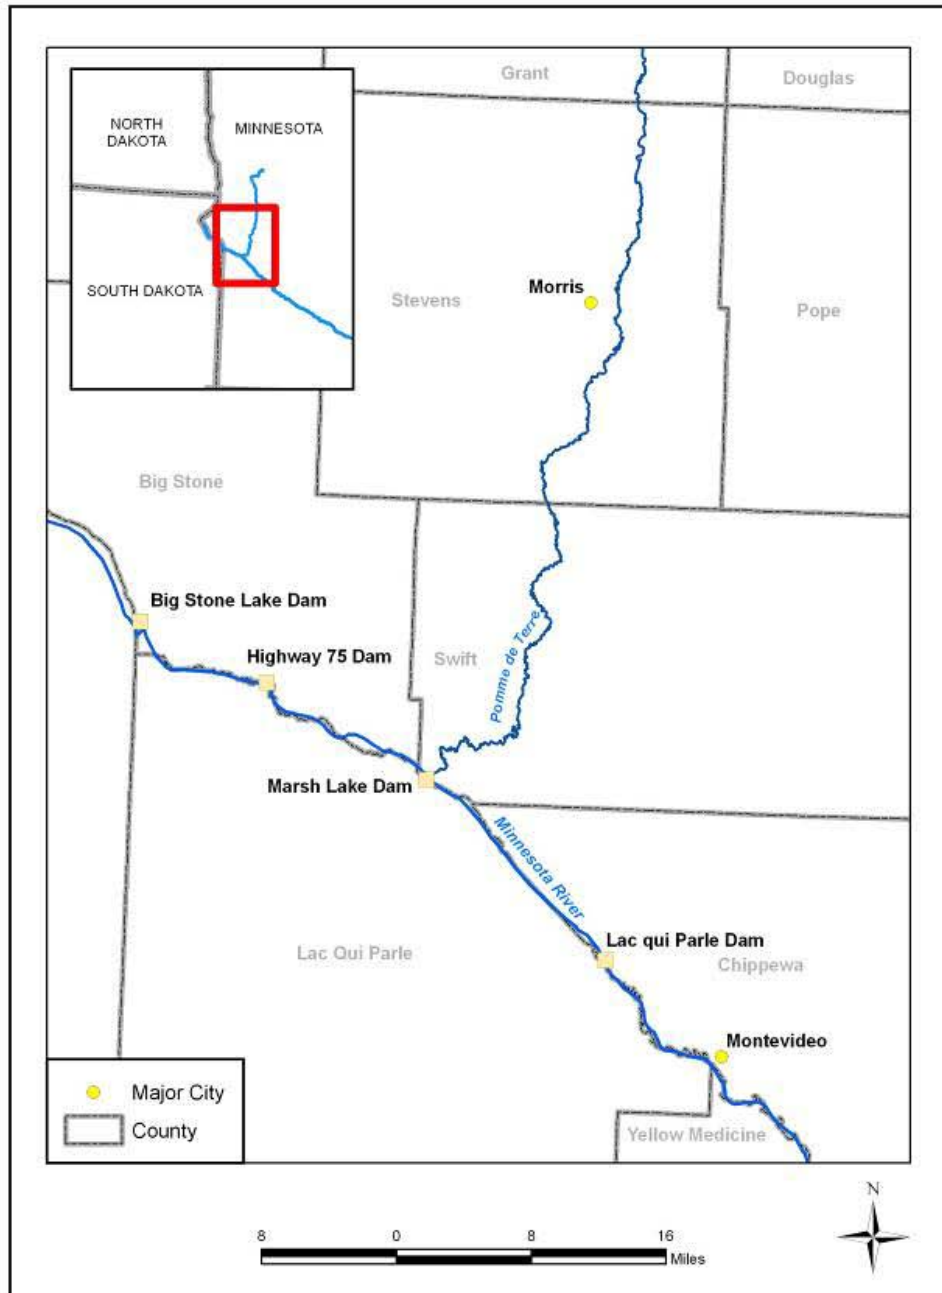 Grant
Douglas
NORTH
DAKOTA
MINNESOTA
SOUTH DAKOTA
Morris
Stevens
Pope
Big Stone
Big Stone Lake Dam
Highway 75 Dam
Swift
Pomme de Terre
Marsh Lake Dam
Minnesota River
Lac qui Parle Dam
Lac Qui Parle
Chippewa
Montevideo
Major City
County
Yellow Medicine
N
8 0 8 16
Miles